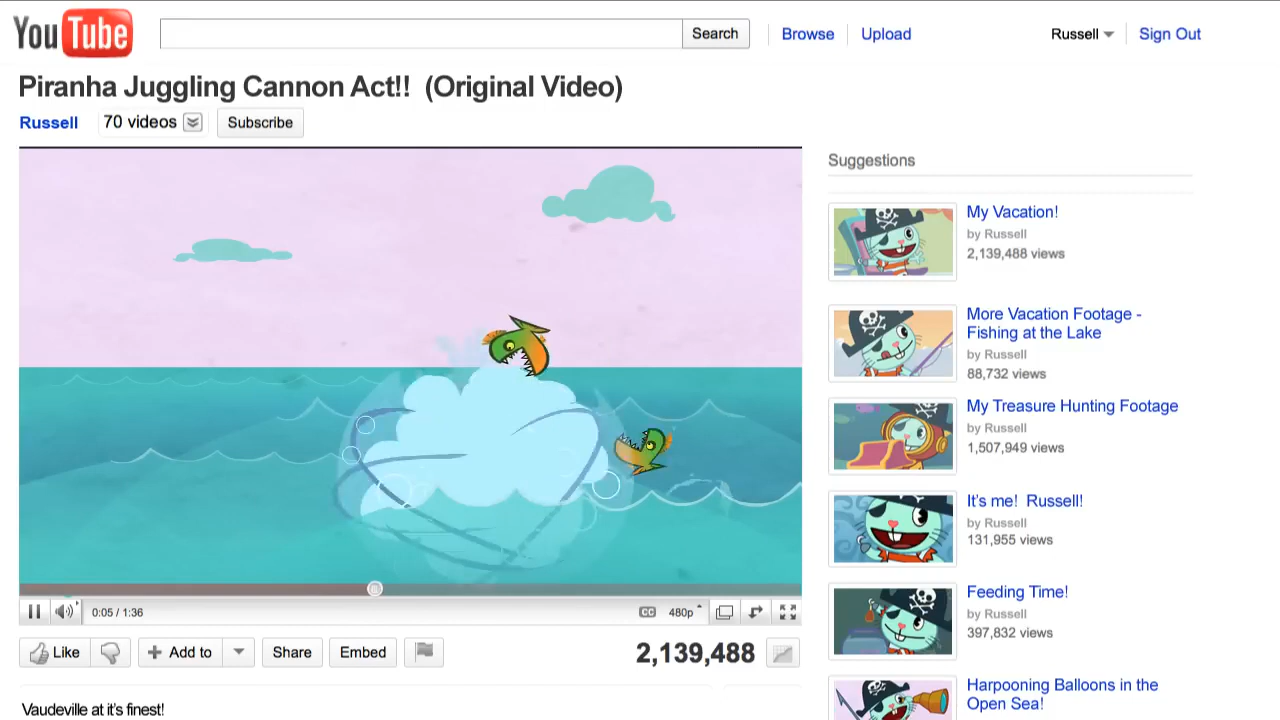 YouTube
Search
Browse
Upload
Russell
Sign Out
Piranha Juggling Cannon Act!! (Original Video)
Russell
70 videos
Subscribe
Suggestions
My Vacation!
by Russell
2,139,488 views
More Vacation Footage -
Fishing at the Lake
by Russell
88,732 views
My Treasure Hunting Footage
by Russell
1,507,949 views
It's me! Russell!
by Russell
131,955 views
Feeding Time!
by Russell
397,832 views
Harpooning Balloons in the
Open Sea!
0:05 / 1:36
CC
480p
Like
Add to
Share
Embed
2,139,488
Vaudeville at it's finest!